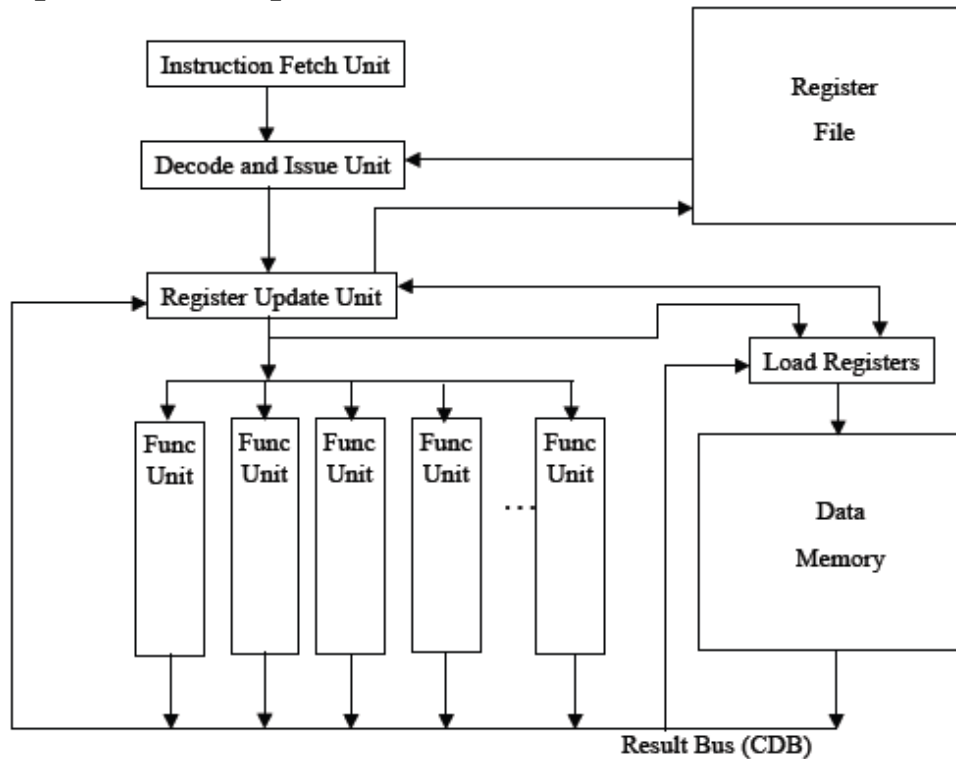 Instruction Fetch Unit
Register
File
Decode and Issue Unit
Register Update Unit
Load Registers
Func
Unit
Func
Unit
Func
Unit
Func
Unit
...
Func
Unit
Data
Memory
Result Bus (CDB)